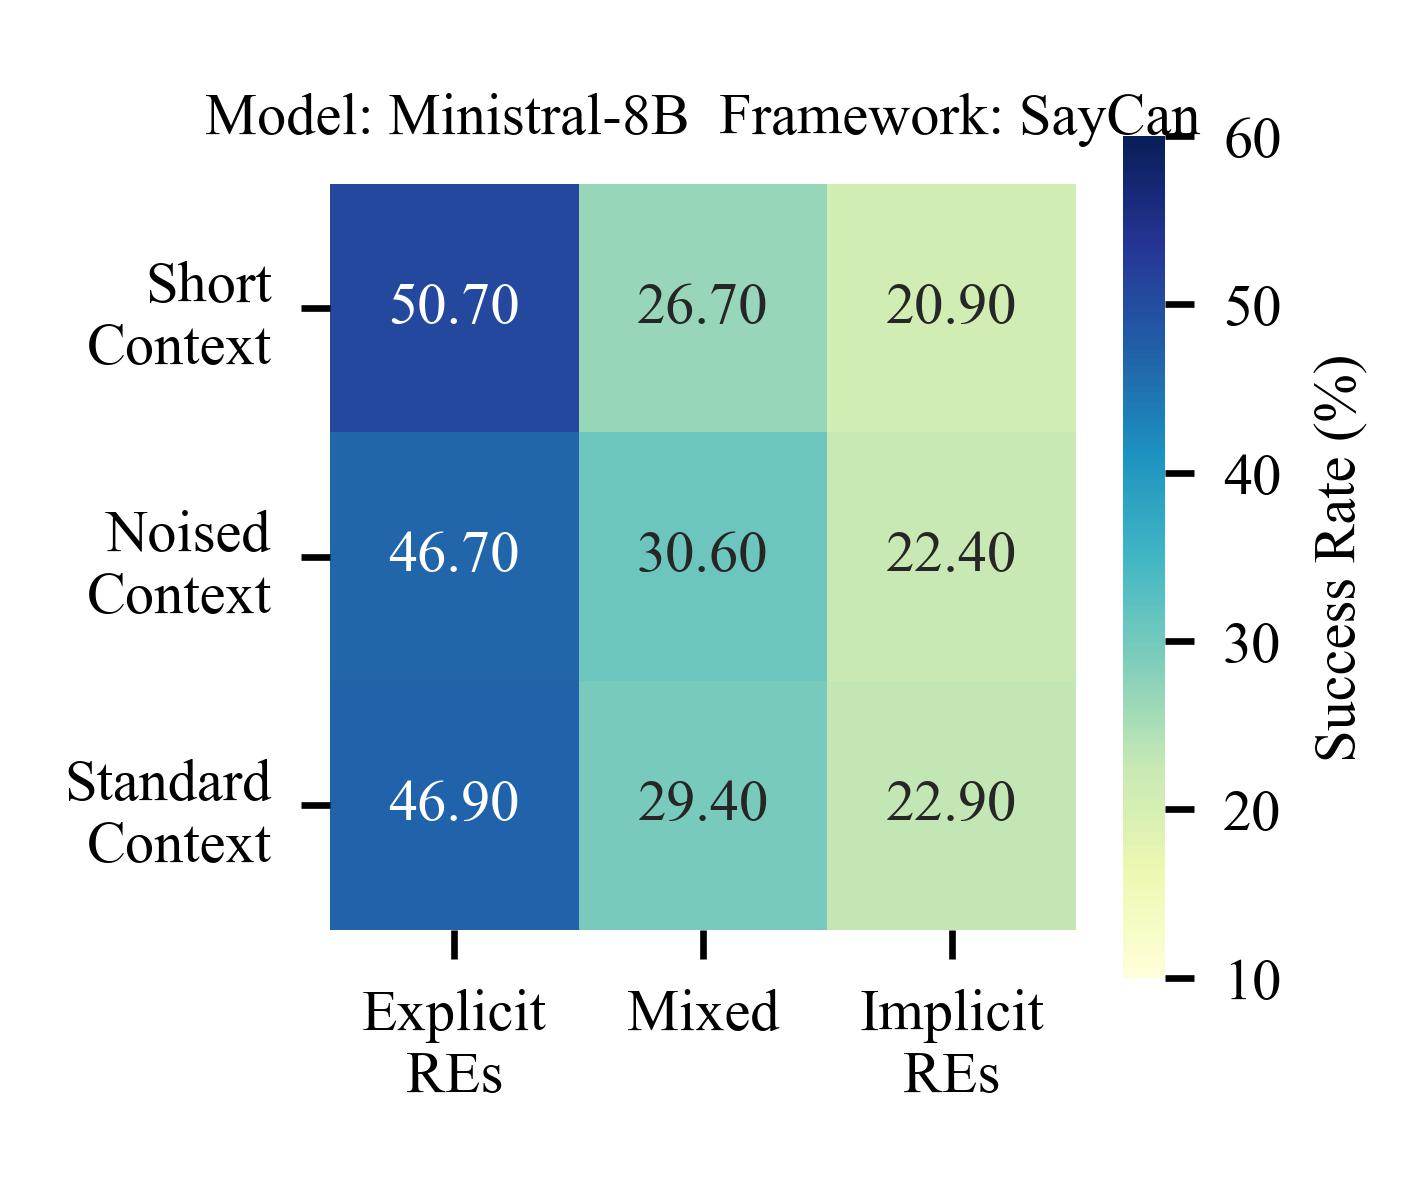 Model: Ministral-8B  Framework: SayCan
Short
Context
50.70 26.70 20.90
Noised
Context
46.70 30.60 22.40
Standard
Context
46.90 29.40 22.90
Explicit
REs
Mixed
Implicit
REs
60
50
40
30
20
10
Success Rate (%)